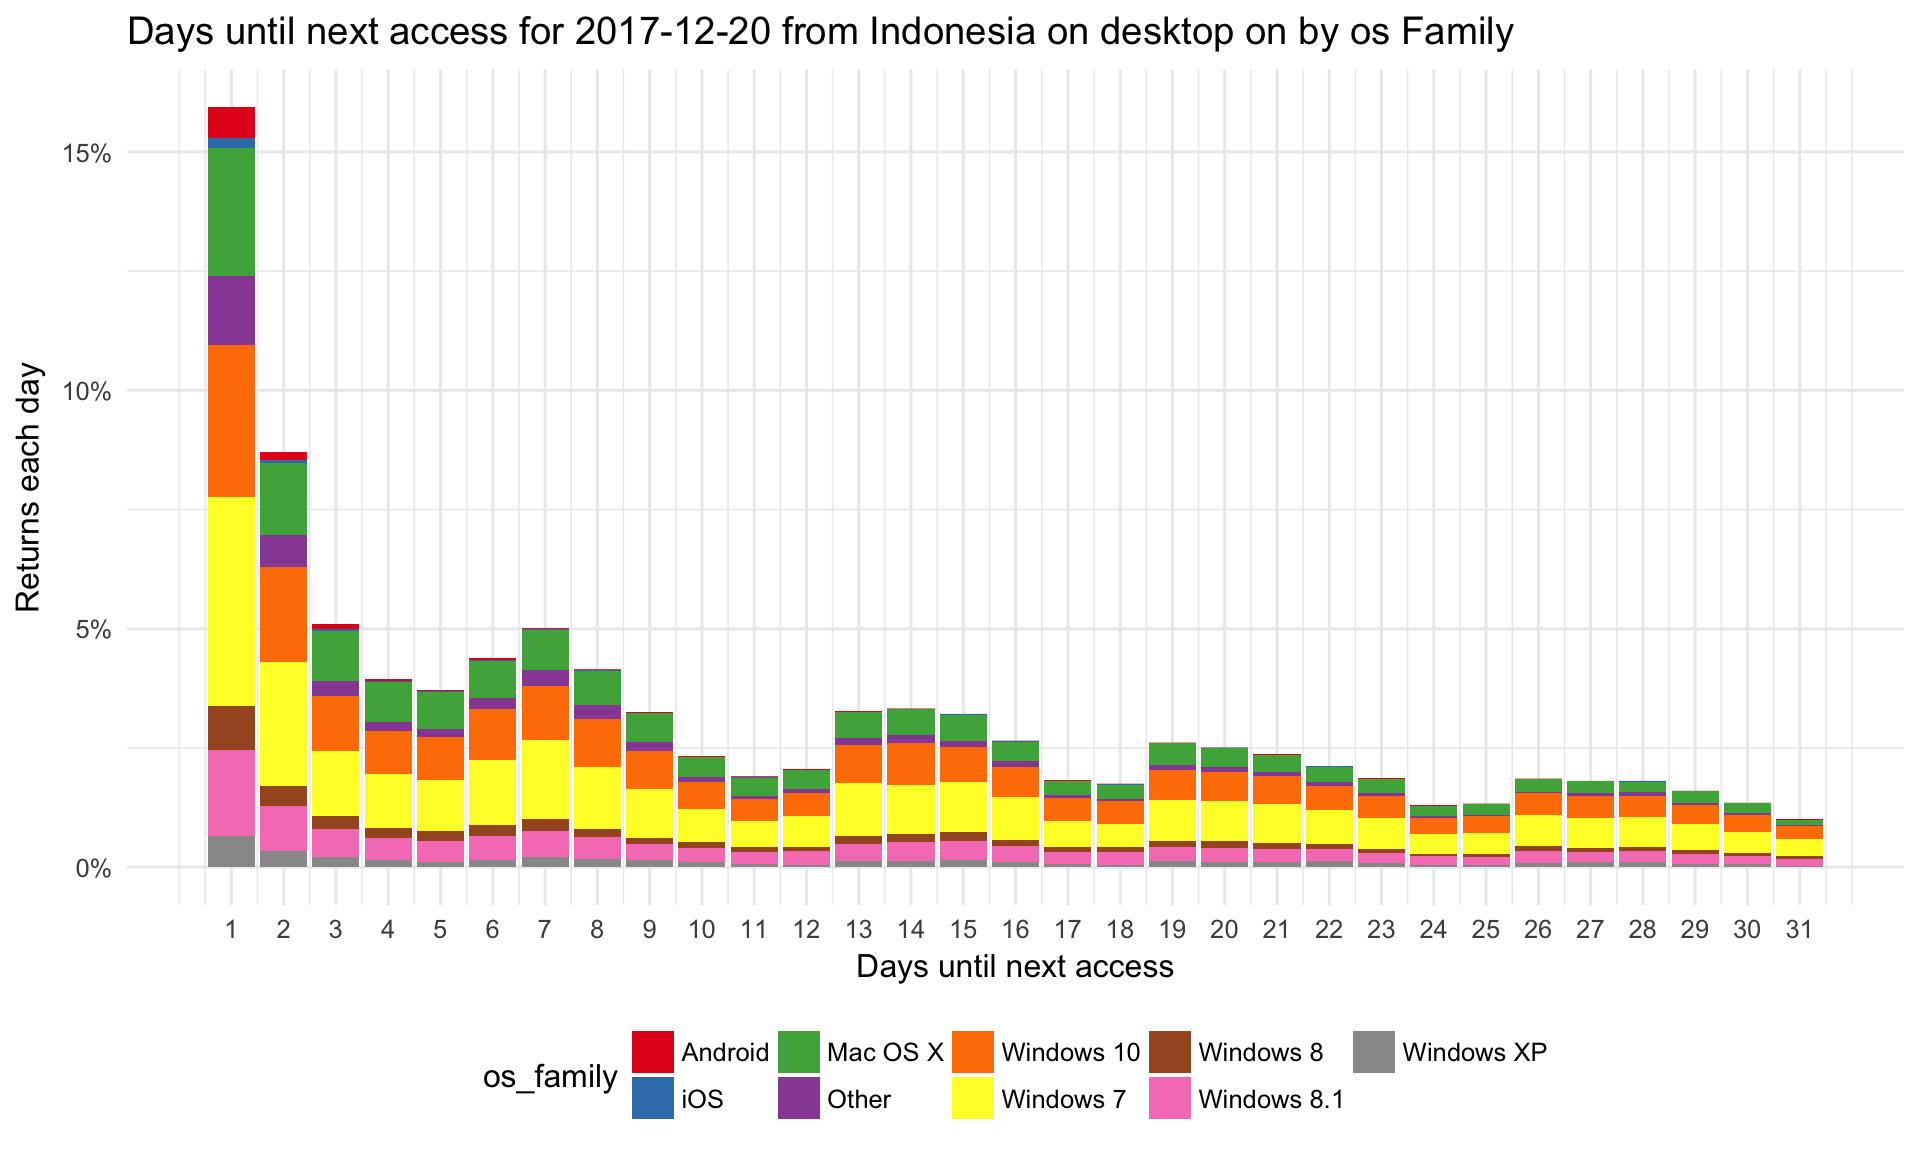 Days until next access for 2017-12-20 from Indonesia on desktop on by os Family
Returns each day
15%
10%
5%
0%
1 2 3 4 5 6 7 8 9 10 11 12 13 14 15 16 17 18 19 20 21 22 23 24 25 26 27 28 29 30 31
Days until next access
os_family
Android Mac OS X Windows 10 Windows 8 Windows XP
iOS Other Windows 7 Windows 8.1